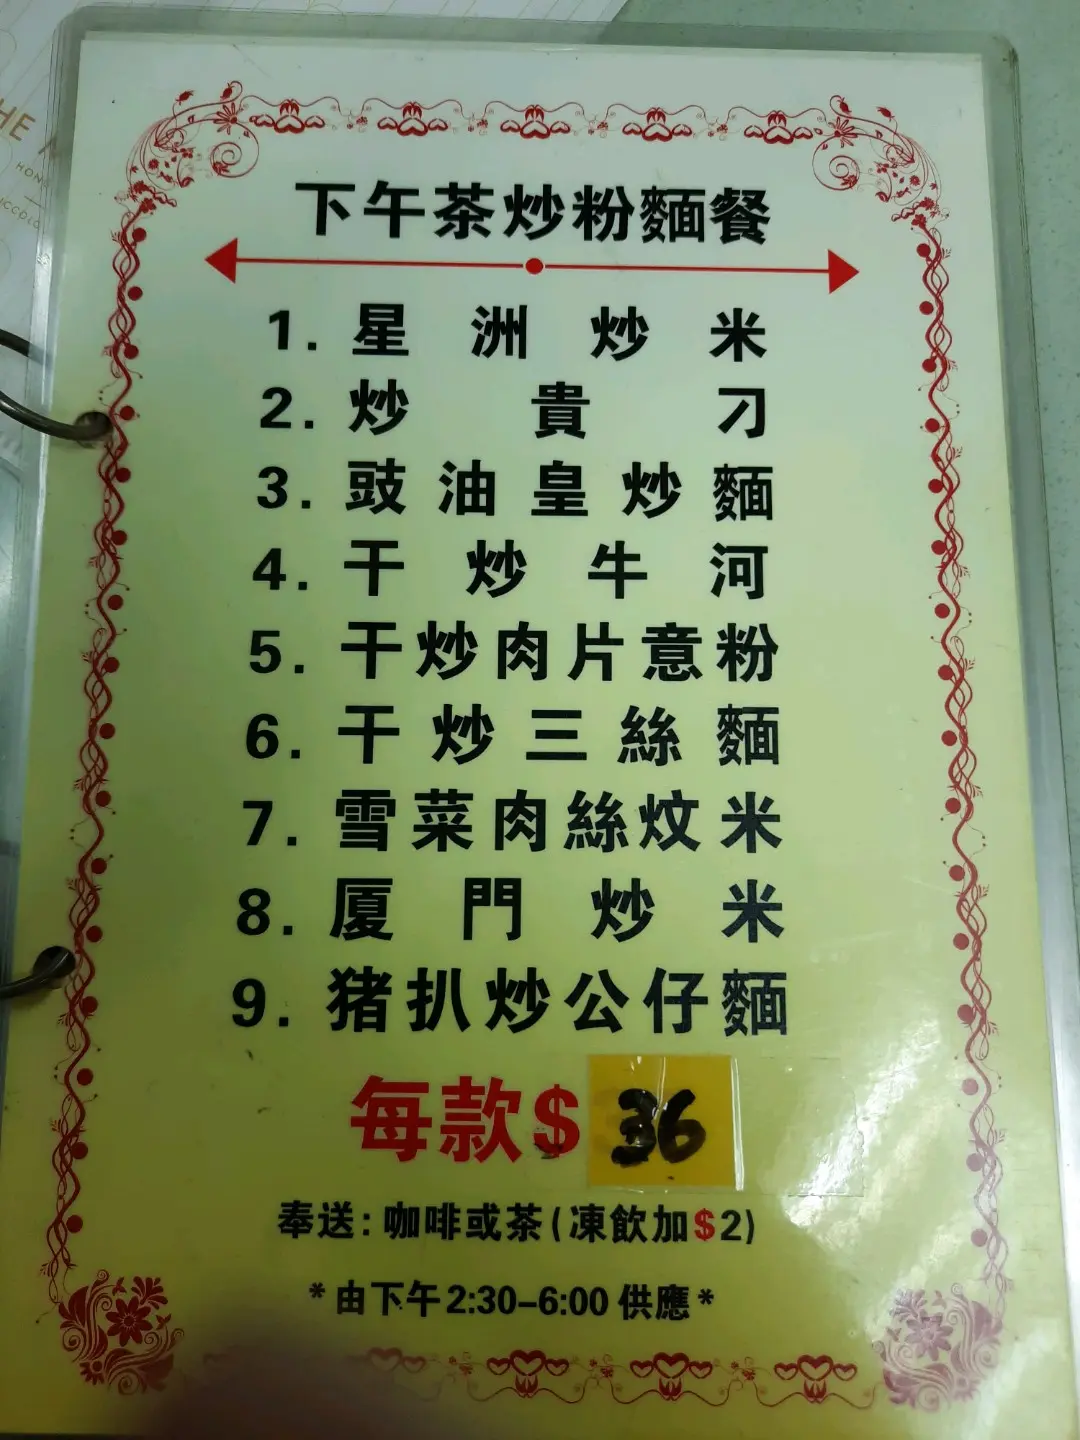 HE
HON
ICCOLO
下午茶炒粉麵餐
1. 星洲炒米
2. 炒貴刁
3. 豉油皇炒麵
4. 干炒牛河
5. 干炒肉片意粉
6. 干炒三絲麵
7. 雪菜肉絲炆米
8. 厦門炒米
9. 猪扒炒公仔麵
每款$36
奉送:咖啡或茶(凍飲加$2)
*由下午2:30-6:00供應*